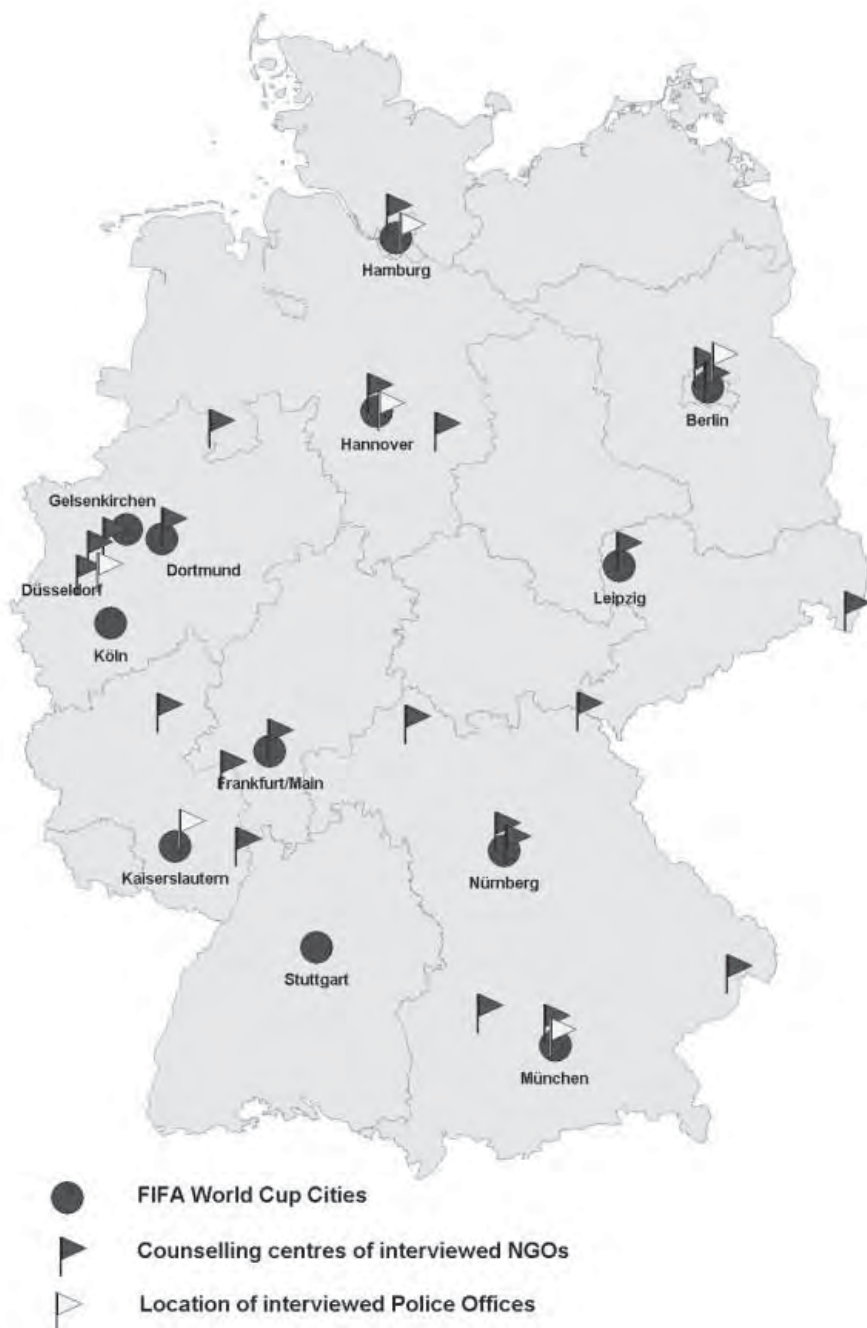 Hamburg
Berlin
Hannover
Gelsenkirchen
Dortmund
Düsseldorf
Leipzig
Köln
Frankfurt/Main
Kaiserslautern
Nürnberg
Stuttgart
München
FIFA World Cup Cities
Counselling centres of interviewed NGOs
Location of interviewed Police Offices